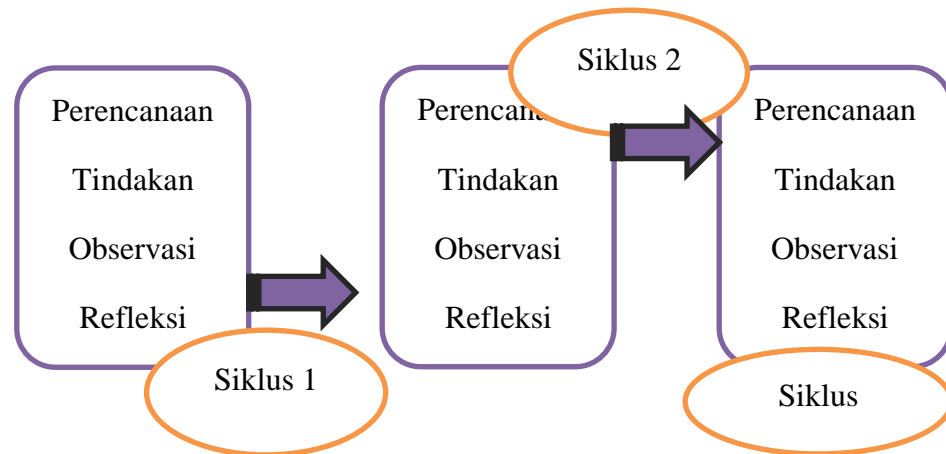 Perencanaan
Tindakan
Observasi
Refleksi
Siklus 1
Siklus 2
Tindakan
Observasi
Refleksi
Perencanaan
Tindakan
Observasi
Refleksi
Siklus